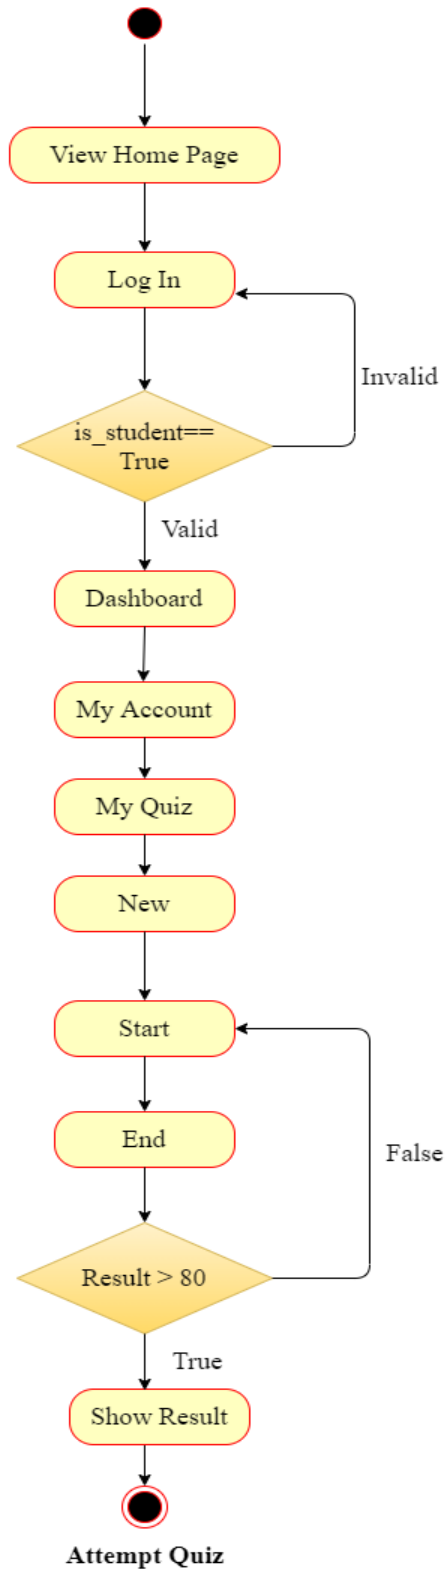 View Home Page
Log In
Invalid
is_student==
True
Valid
Dashboard
My Account
My Quiz
New
Start
End
False
Result > 80
True
Show Result
Attempt Quiz